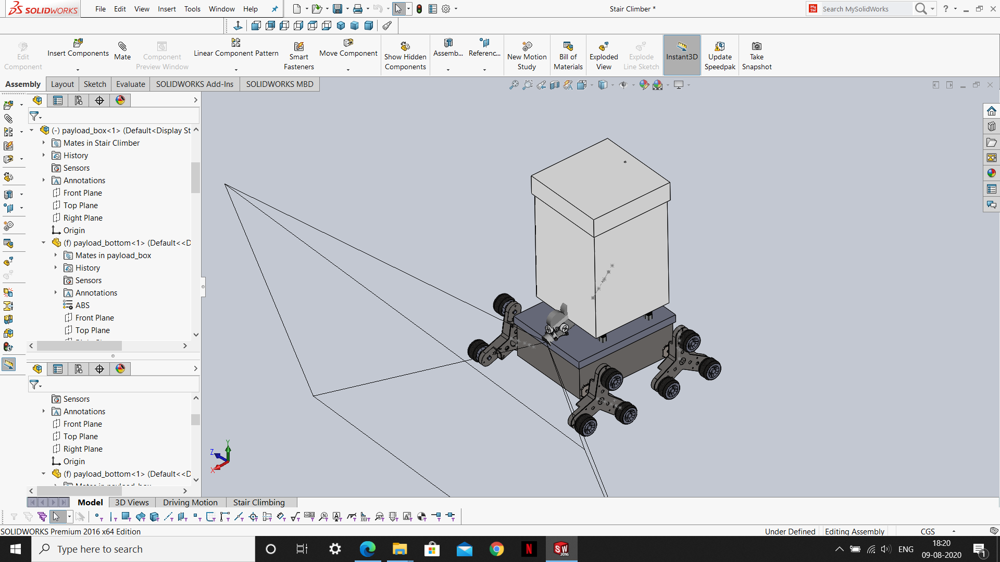 SOLIDWORKS
File Edit View Insert Tools Window Help
Stair Climber *
Search MySolidWorks
Edit Component
Insert Components
Mate
Component Preview Window
Linear Component Pattern
Smart Fasteners
Move Component
Show Hidden Components
Assemb...
Referenc...
New Motion Study
Bill of Materials
Exploded View
Explode Line Sketch
Instant3D
Update Speedpak
Take Snapshot
Assembly Layout Sketch Evaluate SOLIDWORKS Add-Ins SOLIDWORKS MBD
(-) payload_box<1> (Default<Display St
Mates in Stair Climber
History
Sensors
Annotations
Front Plane
Top Plane
Right Plane
Origin
(f) payload_bottom<1> (Default<<D
Mates in payload_box
History
Sensors
Annotations
ABS
Front Plane
Top Plane
Sensors
Annotations
Front Plane
Top Plane
Right Plane
Origin
(f) payload_bottom<1> (Default<<D
Y
Z
X
Model 3D Views Driving Motion Stair Climbing
SOLIDWORKS Premium 2016 x64 Edition
Under Defined Editing Assembly CGS
Type here to search
ENG
18:20
09-08-2020
1